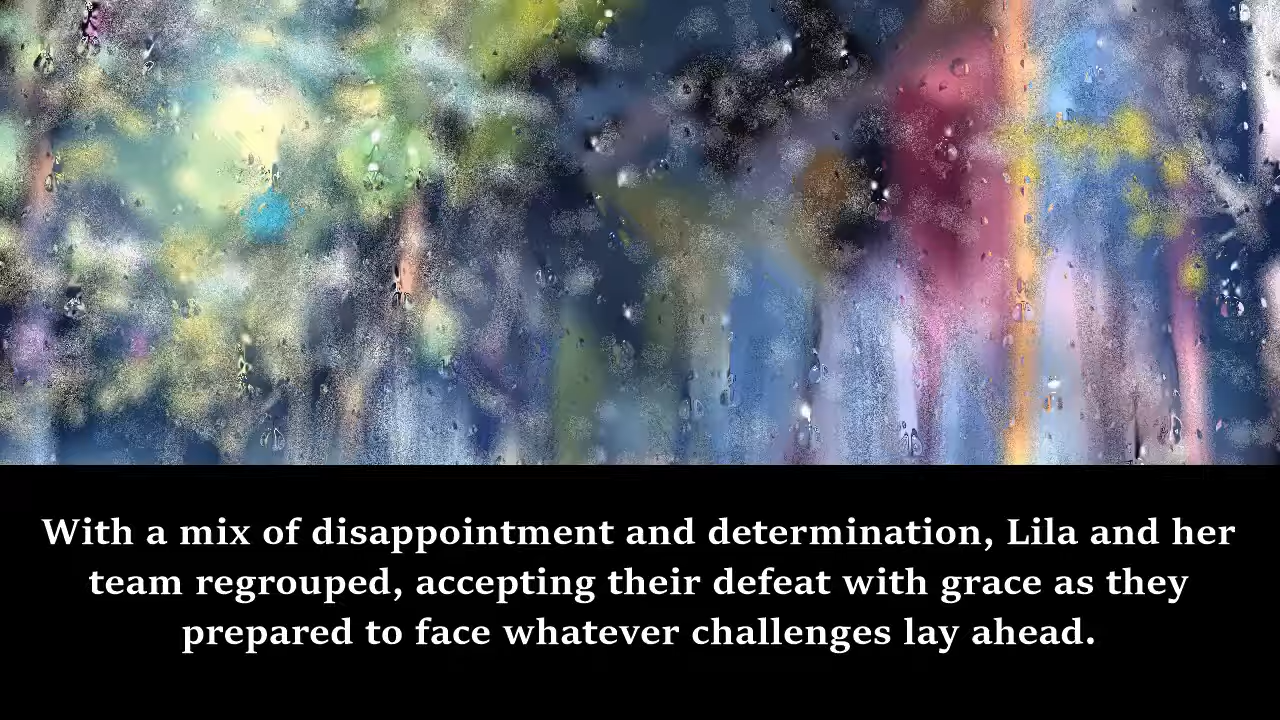 With a mix of disappointment and determination, Lila and her
team regrouped, accepting their defeat with grace as they
prepared to face whatever challenges lay ahead.